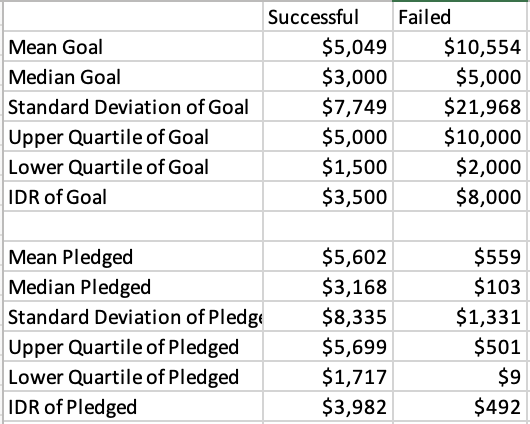 Successful Failed
Mean Goal $5,049 $10,554
Median Goal $3,000 $5,000
Standard Deviation of Goal $7,749 $21,968
Upper Quartile of Goal $5,000 $10,000
Lower Quartile of Goal $1,500 $2,000
IDR of Goal $3,500 $8,000
Mean Pledged $5,602 $559
Median Pledged $3,168 $103
Standard Deviation of Pledge $8,335 $1,331
Upper Quartile of Pledged $5,699 $501
Lower Quartile of Pledged $1,717 $9
IDR of Pledged $3,982 $492